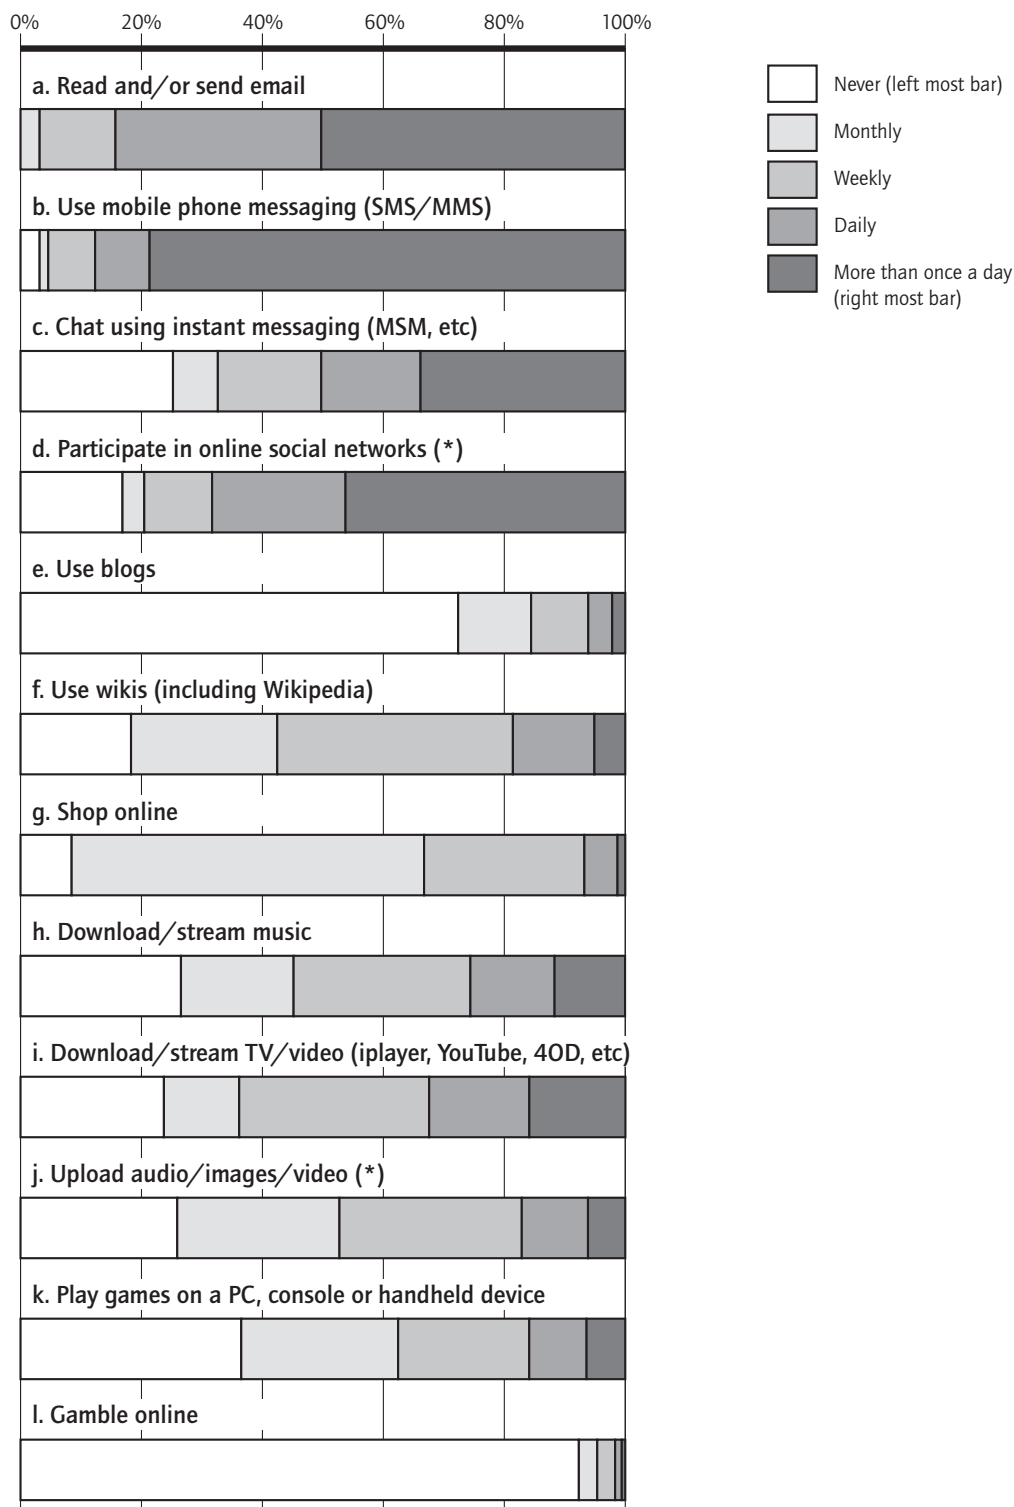 0% 20% 40% 60% 80% 100%
a. Read and/or send email
b. Use mobile phone messaging (SMS/MMS)
c. Chat using instant messaging (MSM, etc)
d. Participate in online social networks (*)
e. Use blogs
f. Use wikis (including Wikipedia)
g. Shop online
h. Download/stream music
i. Download/stream TV/video (iplayer, YouTube, 4OD, etc)
j. Upload audio/images/video (*)
k. Play games on a PC, console or handheld device
l. Gamble online
Never (left most bar)
Monthly
Weekly
Daily
More than once a day
(right most bar)